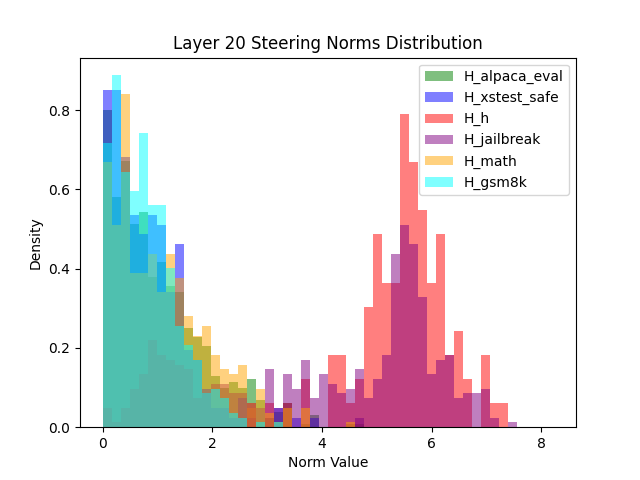 Layer 20 Steering Norms Distribution
H_alpaca_eval
H_xstest_safe
H_h
H_jailbreak
H_math
H_gsm8k
Density
0.8
0.6
0.4
0.2
0.0
0
2
4
6
8
Norm Value